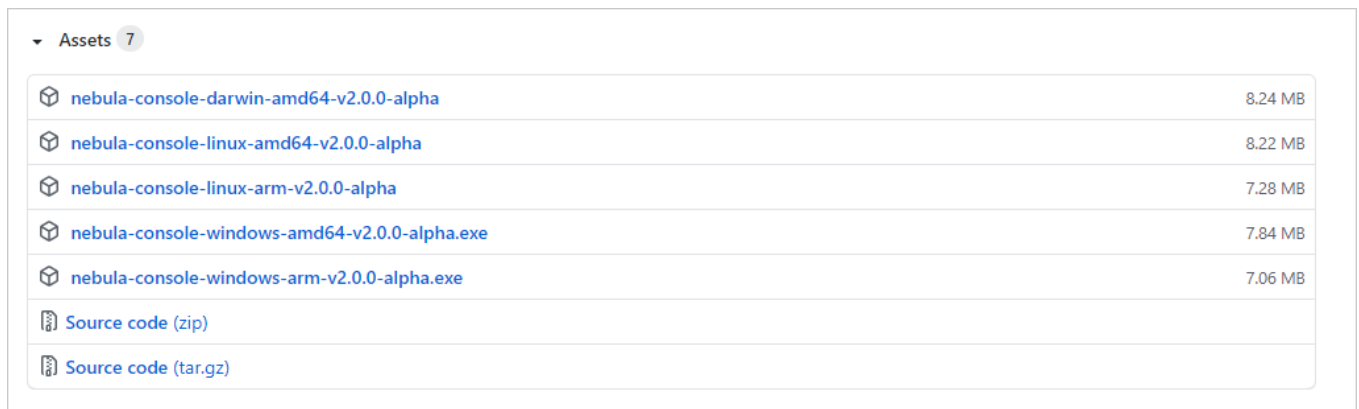 Assets 7
nebula-console-darwin-amd64-v2.0.0-alpha 8.24 MB
nebula-console-linux-amd64-v2.0.0-alpha 8.22 MB
nebula-console-linux-arm-v2.0.0-alpha 7.28 MB
nebula-console-windows-amd64-v2.0.0-alpha.exe 7.84 MB
nebula-console-windows-arm-v2.0.0-alpha.exe 7.06 MB
Source code (zip)
Source code (tar.gz)